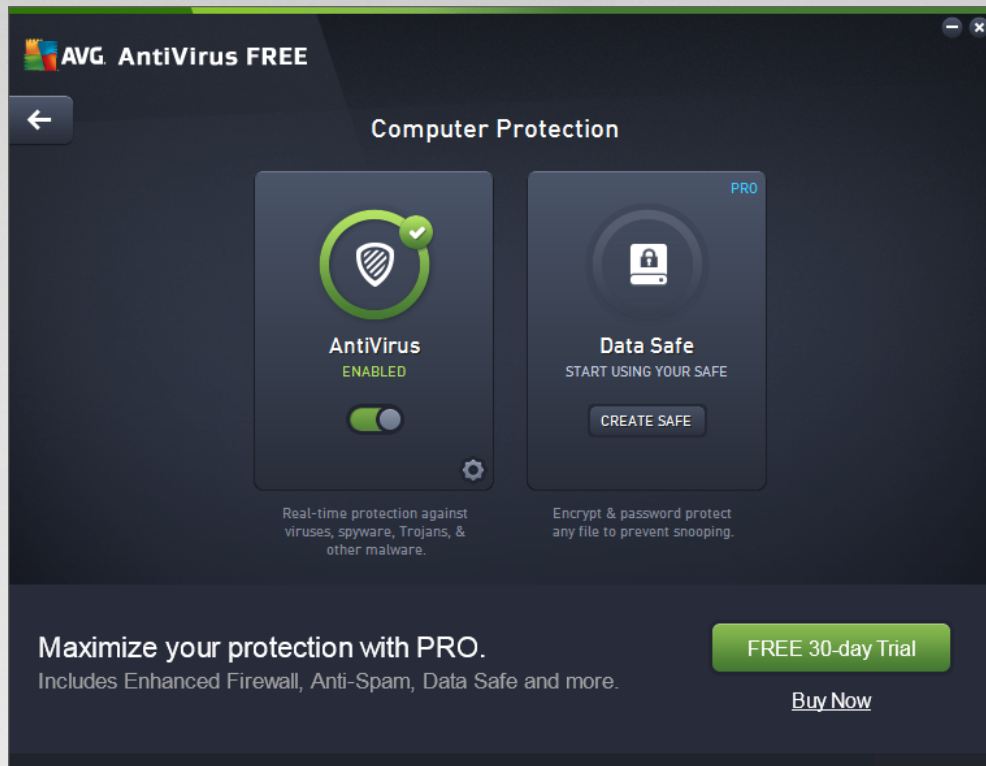 AVG. AntiVirus FREE
Computer Protection
PRO
AntiVirus
ENABLED
Data Safe
START USING YOUR SAFE
CREATE SAFE
Real-time protection against
viruses, spyware, Trojans, &
other malware.
Encrypt & password protect
any file to prevent snooping.
Maximize your protection with PRO.
Includes Enhanced Firewall, Anti-Spam, Data Safe and more.
FREE 30-day Trial
Buy Now